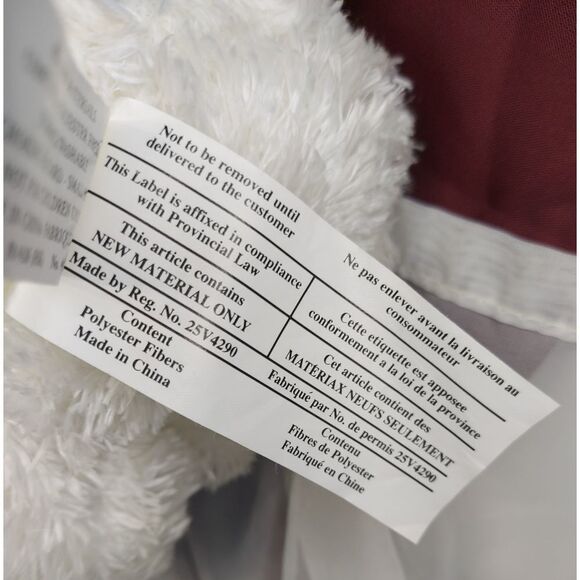 Not to be removed until
delivered to the customer
This Label is affixed in compliance
with Provincial Law
This article contains
NEW MATERIAL ONLY
Made by Reg. No. 25V4290
Content
Polyester Fibers
Made in China
Ne pas enlever avant la livraison au
consommateur
Cette etiquette est apposee
conformement a la loi de la province
Cet article contient des
MATÉRIAX NEUFS SEULEMENT
Fabrique par No. de permis 25V4290
Contenu
Fibres de Polyester
Fabriqué en Chine